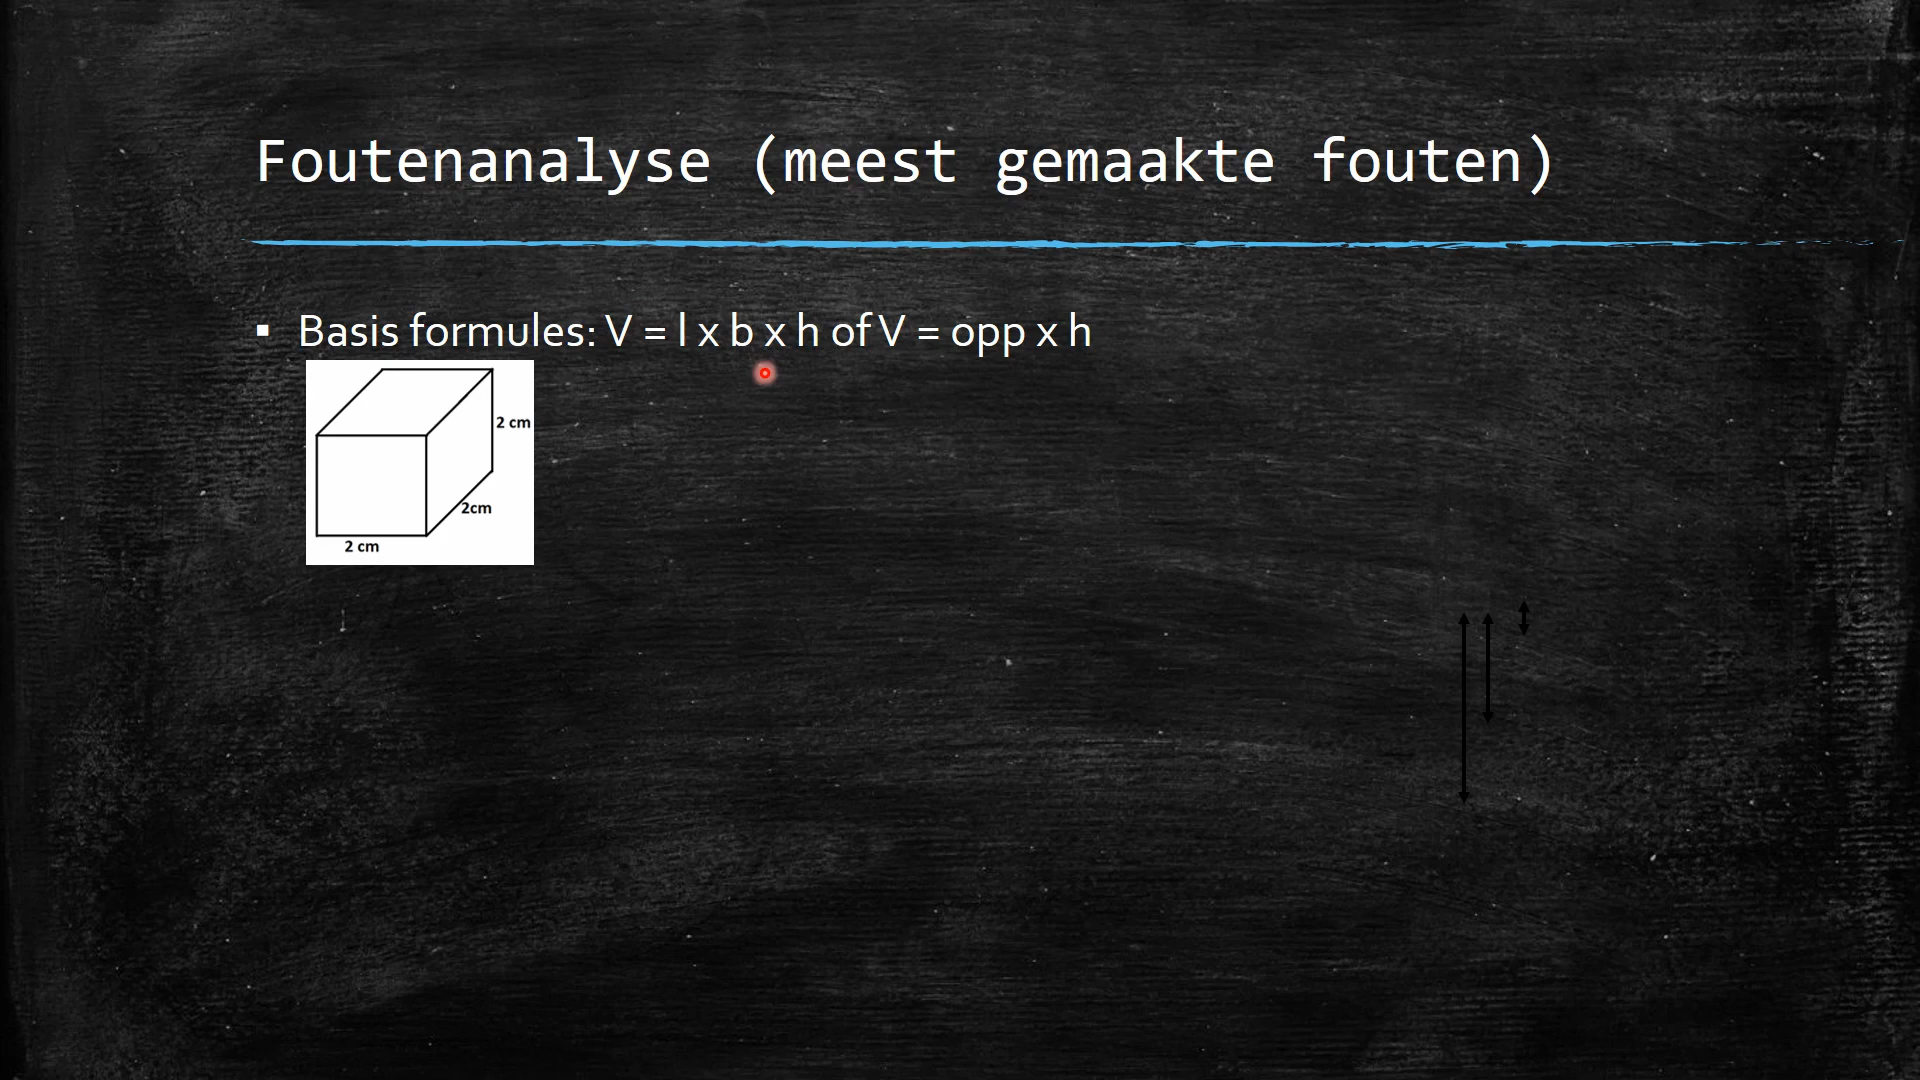 Foutenanalyse (meest gemaakte fouten)
▪ Basis formules: V = l x b x h of V = opp x h
2 cm
2cm
2 cm